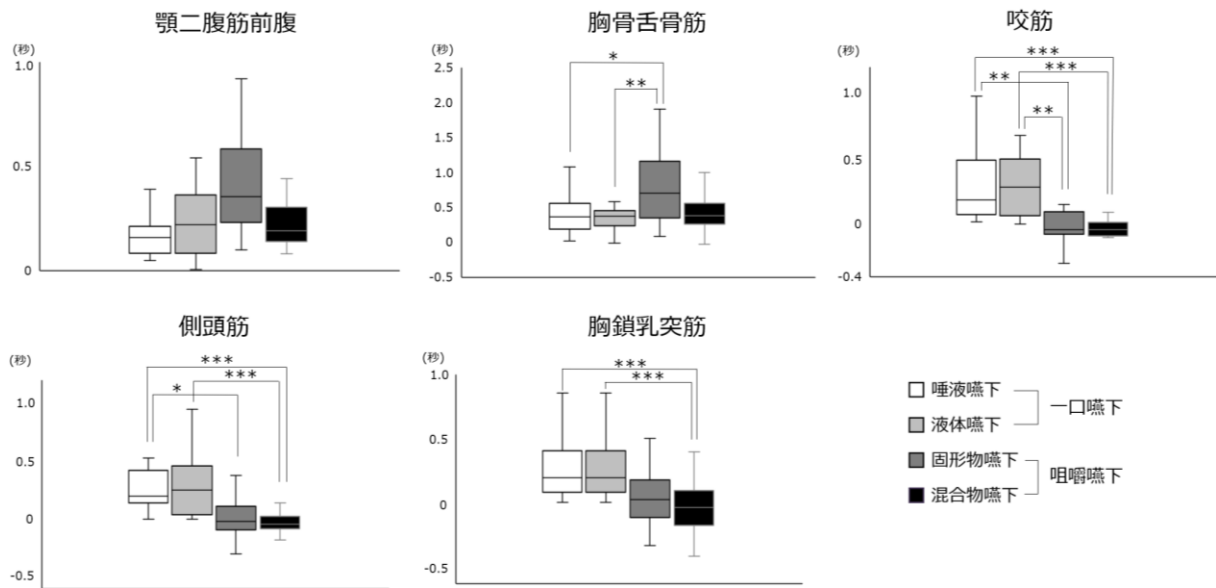 顎二腹筋前腹
(秒)
1.0
0.5
0
胸骨舌骨筋
(秒)
2.5
2.0
1.5
1.0
0.5
0
-0.5
*
**
咬筋
(秒)
1.0
0.5
0
-0.4
***
***
**
**
側頭筋
(秒)
1.0
0.5
0
-0.5
***
***
*
胸鎖乳突筋
(秒)
1.0
0.5
0
-0.5
***
***
唾液嚥下
液体嚥下
一口嚥下
固形物嚥下
混合物嚥下
咀嚼嚥下